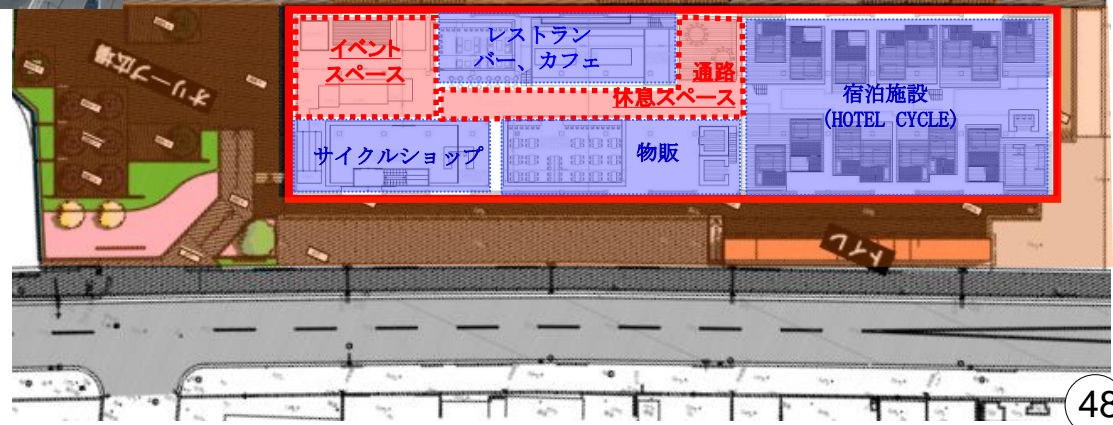 イベント
スペース
レストラン
バー、カフェ
通路
休息スペース
宿泊施設
(HOTEL CYCLE)
サイクルショップ
物販
オリーブ広場
トイレ
48